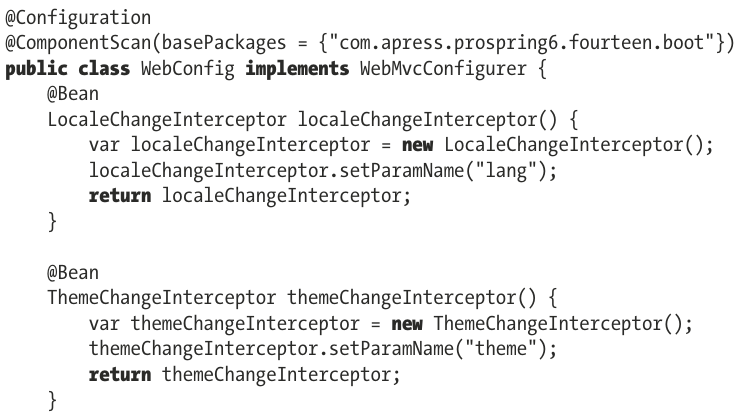 @Configuration
@ComponentScan(basePackages = {"com.apress.prospring6.fourteen.boot"})
public class WebConfig implements WebMvcConfigurer {
    @Bean
    LocaleChangeInterceptor localeChangeInterceptor() {
        var localeChangeInterceptor = new LocaleChangeInterceptor();
        localeChangeInterceptor.setParamName("lang");
        return localeChangeInterceptor;
    }

    @Bean
    ThemeChangeInterceptor themeChangeInterceptor() {
        var themeChangeInterceptor = new ThemeChangeInterceptor();
        themeChangeInterceptor.setParamName("theme");
        return themeChangeInterceptor;
    }